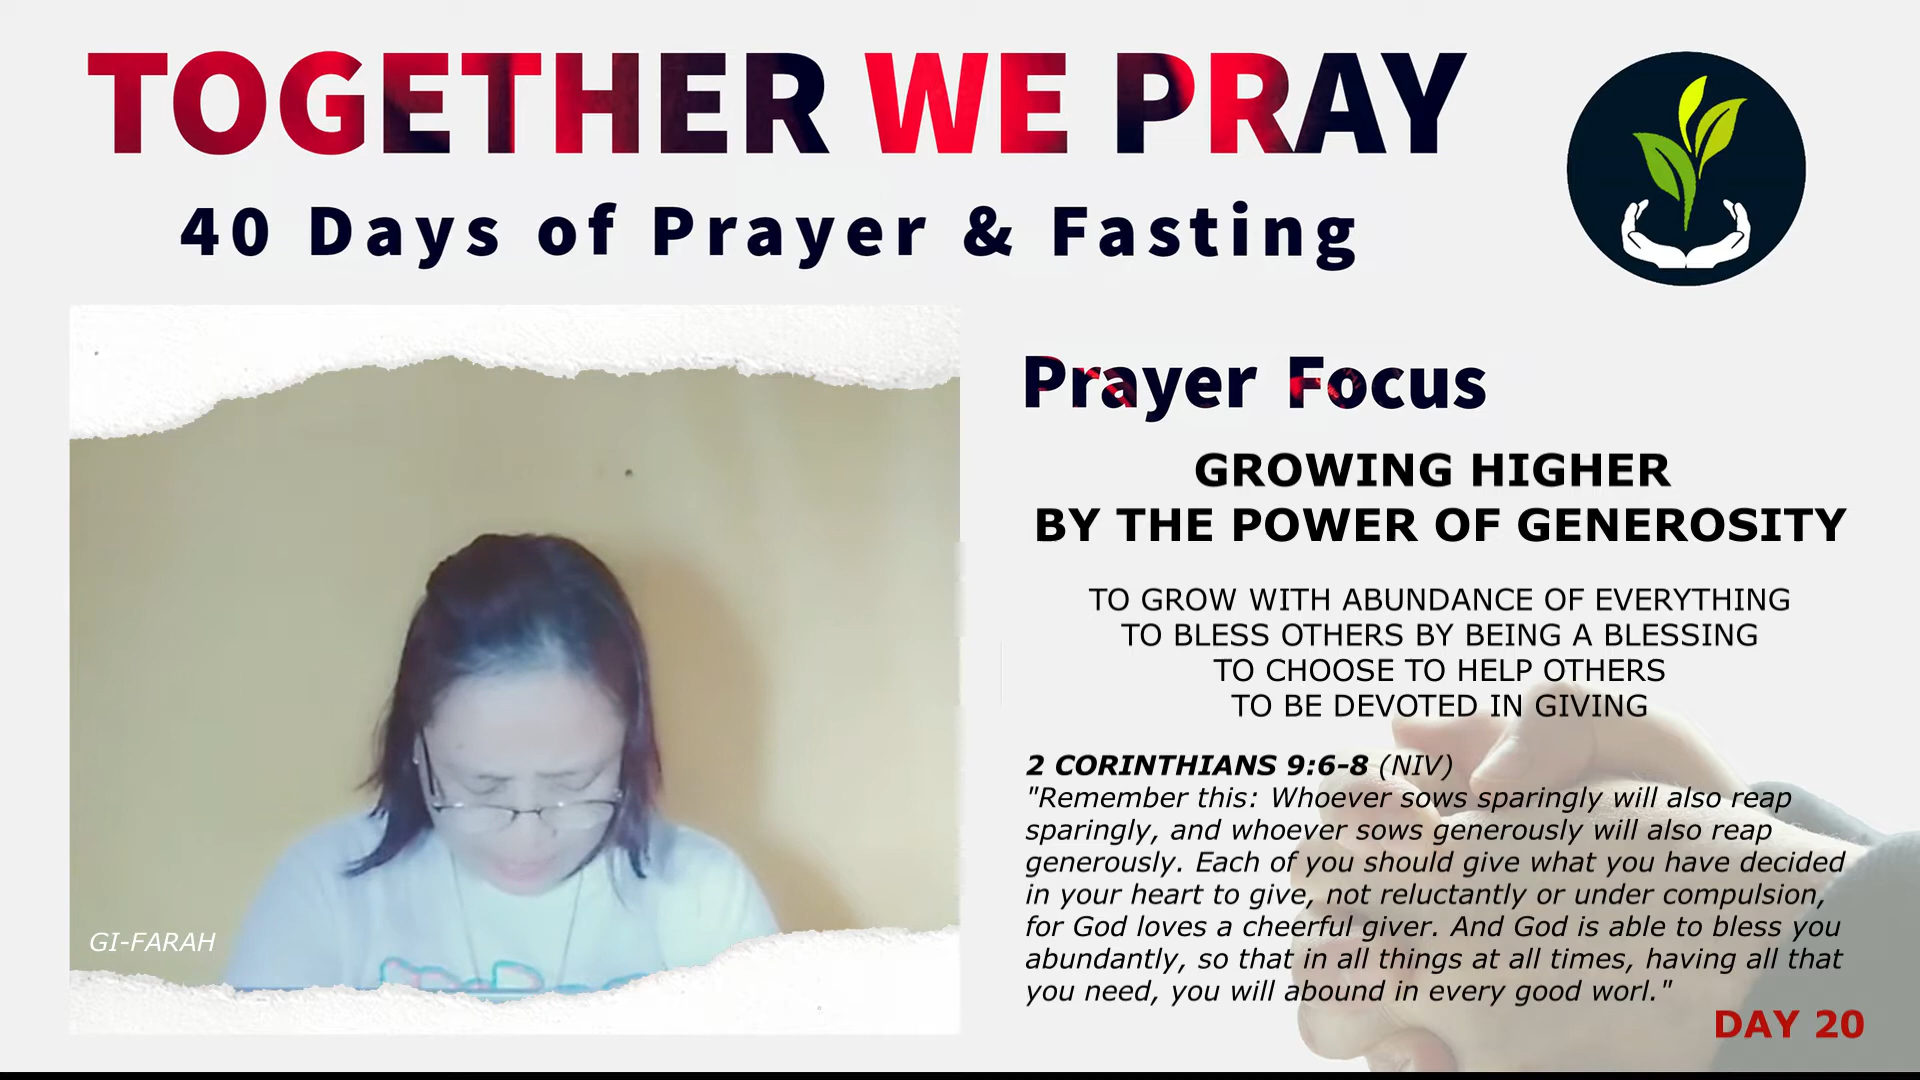 TOGETHER WE PRAY
40 Days of Prayer & Fasting
Prayer Focus
GROWING HIGHER
BY THE POWER OF GENEROSITY
TO GROW WITH ABUNDANCE OF EVERYTHING
TO BLESS OTHERS BY BEING A BLESSING
TO CHOOSE TO HELP OTHERS
TO BE DEVOTED IN GIVING
2 CORINTHIANS 9:6-8 (NIV)
"Remember this: Whoever sows sparingly will also reap
sparingly, and whoever sows generously will also reap
generously. Each of you should give what you have decided
in your heart to give, not reluctantly or under compulsion,
for God loves a cheerful giver. And God is able to bless you
abundantly, so that in all things at all times, having all that
you need, you will abound in every good worl."
GI-FARAH
DAY 20